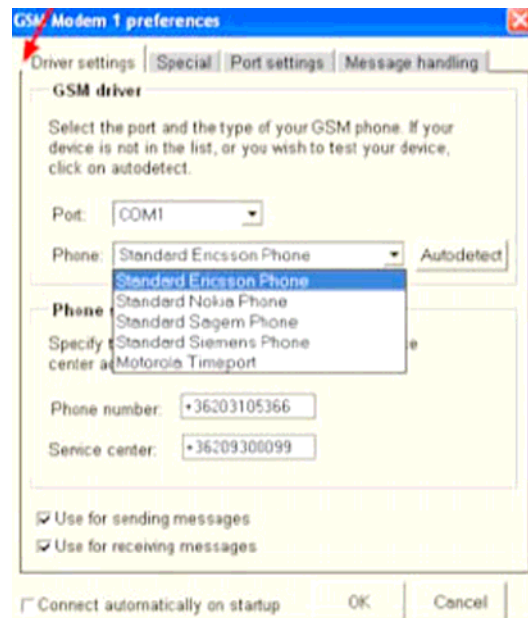 GSM Modem 1 preferences
Driver settings Special Port settings Message handling
GSM driver
Select the port and the type of your GSM phone. If your
device is not in the list, or you wish to test your device,
click on autodetect.
Port: COM1
Phone: Standard Ericsson Phone Autodetect
Standard Ericsson Phone
Standard Nokia Phone
Standard Sagem Phone
Standard Siemens Phone
Motorola Timeport
Phone
Specify
center
Phone number: +36203105366
Service center: +36209300099
Use for sending messages
Use for receiving messages
Connect automatically on startup OK Cancel